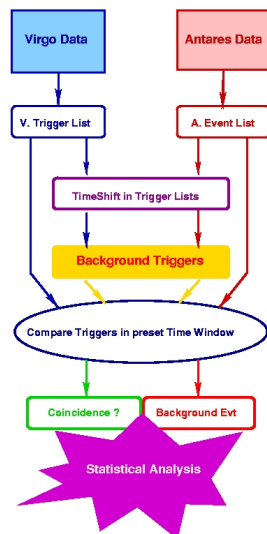 Virgo Data
Antares Data
V. Trigger List
A. Event List
TimeShift in Trigger Lists
Background Triggers
Compare Triggers in preset Time Window
Coincidence ?
Background Evt
Statistical Analysis